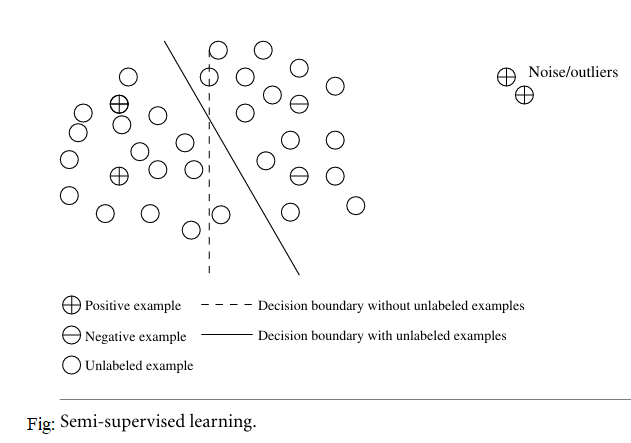 Noise/outliers
Positive example
Decision boundary without unlabeled examples
Negative example
Decision boundary with unlabeled examples
Unlabeled example
Fig: Semi-supervised learning.